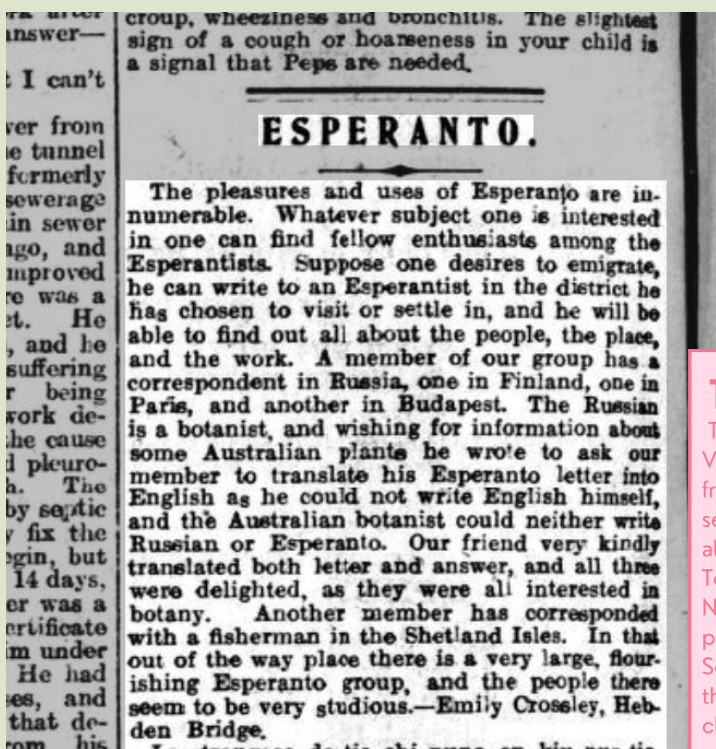 croup, wheeziness and bronchitis. The slightest
sign of a cough or hoarseness in your child is
a signal that Peps are needed.
ESPERANTO.
The pleasures and uses of Esperanto are in-
numerable. Whatever subject one is interested
in one can find fellow enthusiasts among the
Esperantists. Suppose one desires to emigrate,
he can write to an Esperantist in the district he
has chosen to visit or settle in, and he will be
able to find out all about the people, the place,
and the work. A member of our group has a
correspondent in Russia, one in Finland, one in
Paris, and another in Budapest. The Russian
is a botanist, and wishing for information about
some Australian plants he wrote to ask our
member to translate his Esperanto letter into
English as he could not write English himself,
and the Australian botanist could neither write
Russian or Esperanto. Our friend very kindly
translated both letter and answer, and all three
were delighted, as they were all interested in
botany. Another member has corresponded
with a fisherman in the Shetland Isles. In that
out of the way place there is a very large, flour-
ishing Esperanto group, and the people there
seem to be very studious.—Emily Crossley, Heb-
den Bridge.
answer—
I can't
from
tunnel
formerly
sewerage
in sewer
and
improved
was a
He
and he
suffering
being
work de-
the cause
pleuro-
The
by septic
fix the
but
14 days,
was a
under
He had
and
that de-
his